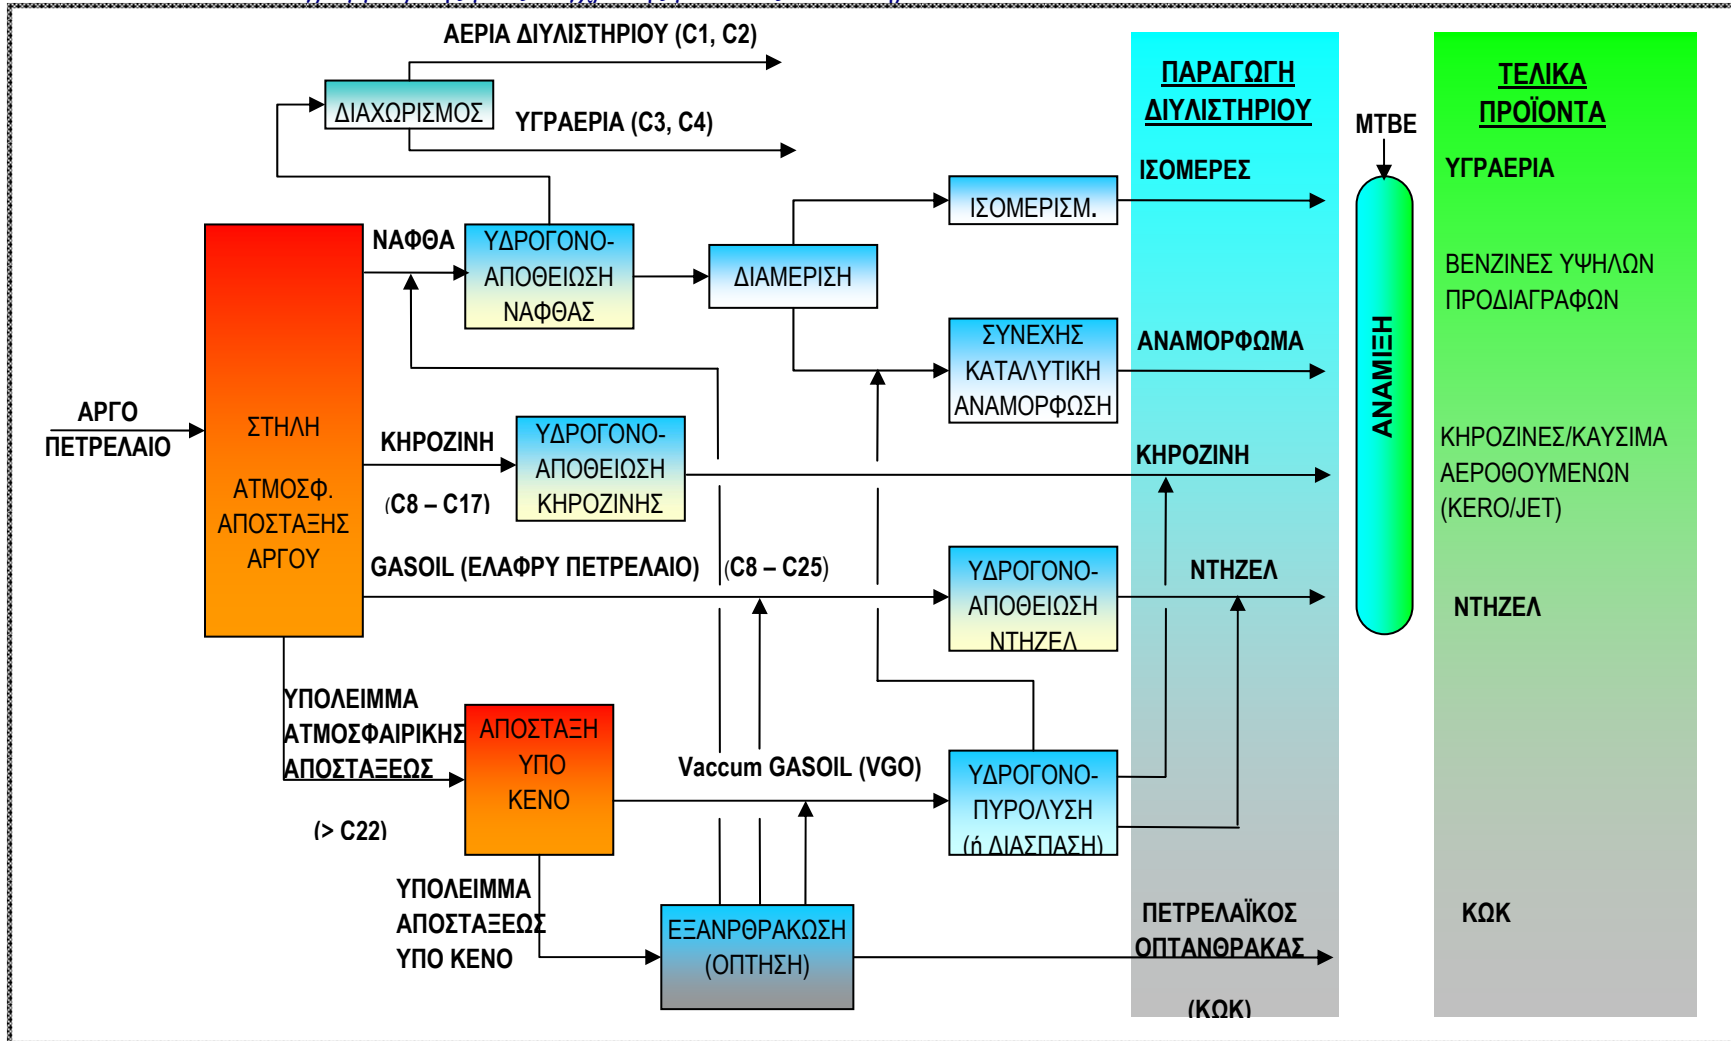 ΑΕΡΙΑ ΔΙΥΛΙΣΤΗΡΙΟΥ (C1, C2)
ΔΙΑΧΩΡΙΣΜΟΣ
ΥΓΡΑΕΡΙΑ (C3, C4)
ΠΑΡΑΓΩΓΗ
ΔΙΥΛΙΣΤΗΡΙΟΥ
ΤΕΛΙΚΑ
ΠΡΟΪΟΝΤΑ
MTBE
ΙΣΟΜΕΡΕΣ
ΥΓΡΑΕΡΙΑ
ΙΣΟΜΕΡΙΣΜ.
ΝΑΦΘΑ
ΥΔΡΟΓΟΝΟ-
ΑΠΟΘΕΙΩΣΗ
ΝΑΦΘΑΣ
ΔΙΑΜΕΡΙΣΗ
ΒΕΝΖΙΝΕΣ ΥΨΗΛΩΝ
ΠΡΟΔΙΑΓΡΑΦΩΝ
ΣΥΝΕΧΗΣ
ΚΑΤΑΛΥΤΙΚΗ
ΑΝΑΜΟΡΦΩΣΗ
ΑΝΑΜΟΡΦΩΜΑ
ΑΝΑΜΙΞΗ
ΑΡΓΟ
ΠΕΤΡΕΛΑΙΟ
ΣΤΗΛΗ
ΑΤΜΟΣΦ.
ΑΠΟΣΤΑΞΗΣ
ΑΡΓΟΥ
ΚΗΡΟΖΙΝΗ
(C8 – C17)
ΥΔΡΟΓΟΝΟ-
ΑΠΟΘΕΙΩΣΗ
ΚΗΡΟΖΙΝΗΣ
ΚΗΡΟΖΙΝΗ
ΚΗΡΟΖΙΝΕΣ/ΚΑΥΣΙΜΑ
ΑΕΡΟΘΟΥΜΕΝΩΝ
(KERO/JET)
GASOIL (ΕΛΑΦΡΥ ΠΕΤΡΕΛΑΙΟ) (C8 – C25)
ΥΔΡΟΓΟΝΟ-
ΑΠΟΘΕΙΩΣΗ
ΝΤΗΖΕΛ
ΝΤΗΖΕΛ
ΝΤΗΖΕΛ
ΥΠΟΛΕΙΜΜΑ
ΑΤΜΟΣΦΑΙΡΙΚΗΣ
ΑΠΟΣΤΑΞΕΩΣ
(> C22)
ΑΠΟΣΤΑΞΗ
ΥΠΟ
ΚΕΝΟ
Vaccum GASOIL (VGO)
ΥΔΡΟΓΟΝΟ-
ΠΥΡΟΛΥΣΗ
(ή ΔΙΑΣΠΑΣΗ)
ΥΠΟΛΕΙΜΜΑ
ΑΠΟΣΤΑΞΕΩΣ
ΥΠΟ ΚΕΝΟ
ΕΞΑΝΡΘΡΑΚΩΣΗ
(ΟΠΤΗΣΗ)
ΠΕΤΡΕΛΑΪΚΟΣ
ΟΠΤΑΝΘΡΑΚΑΣ
(ΚΩΚ)
ΚΩΚ